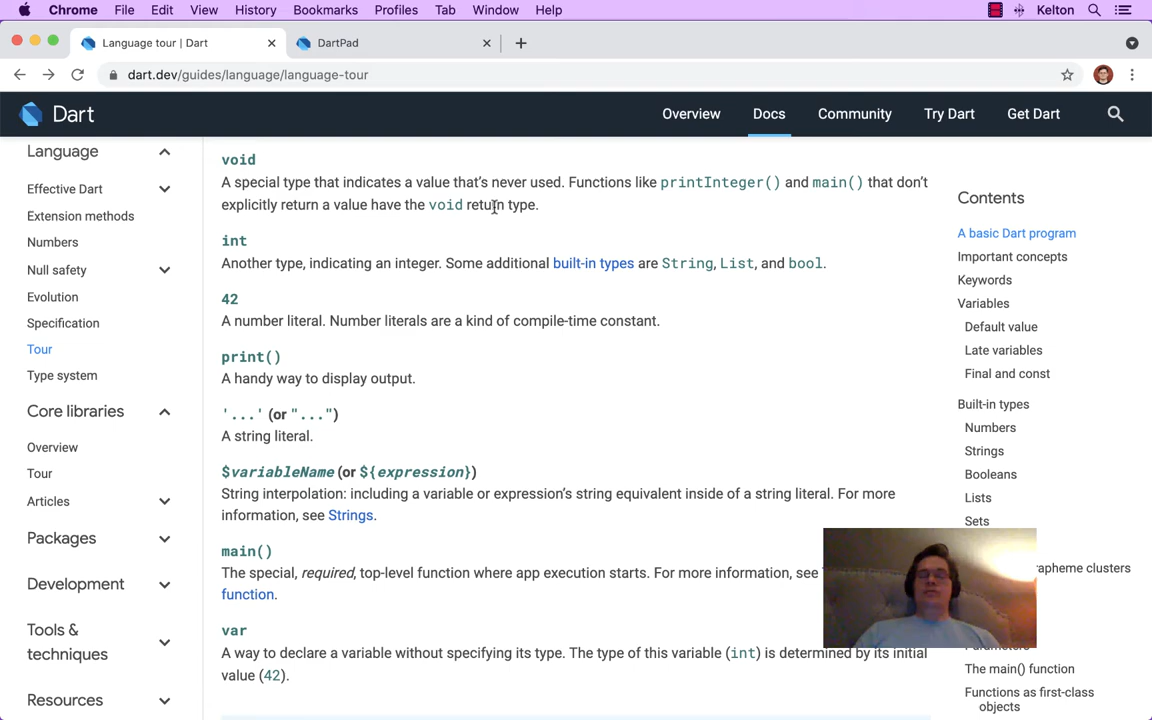 Chrome File Edit View History Bookmarks Profiles Tab Window Help Kelton
Language tour | Dart DartPad
dart.dev/guides/language/language-tour
Dart Overview Docs Community Try Dart Get Dart
Language
Effective Dart
Extension methods
Numbers
Null safety
Evolution
Specification
Tour
Type system
Core libraries
Overview
Tour
Articles
Packages
Development
Tools &
techniques
Resources
void
A special type that indicates a value that's never used. Functions like printInteger() and main() that don't
explicitly return a value have the void return type.
int
Another type, indicating an integer. Some additional built-in types are String, List, and bool.
42
A number literal. Number literals are a kind of compile-time constant.
print()
A handy way to display output.
'...' (or "...")
A string literal.
$variableName (or ${expression})
String interpolation: including a variable or expression's string equivalent inside of a string literal. For more
information, see Strings.
main()
The special, required, top-level function where app execution starts. For more information, see
function.
var
A way to declare a variable without specifying its type. The type of this variable (int) is determined by its initial
value (42).
Contents
A basic Dart program
Important concepts
Keywords
Variables
Default value
Late variables
Final and const
Built-in types
Numbers
Strings
Booleans
Lists
Sets
rapheme clusters
The main() function
Functions as first-class
objects